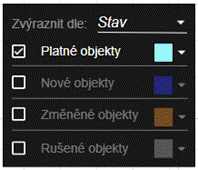 Zvýraznit dle: Stav
Platné objekty
Nové objekty
Změněné objekty
Rušené objekty